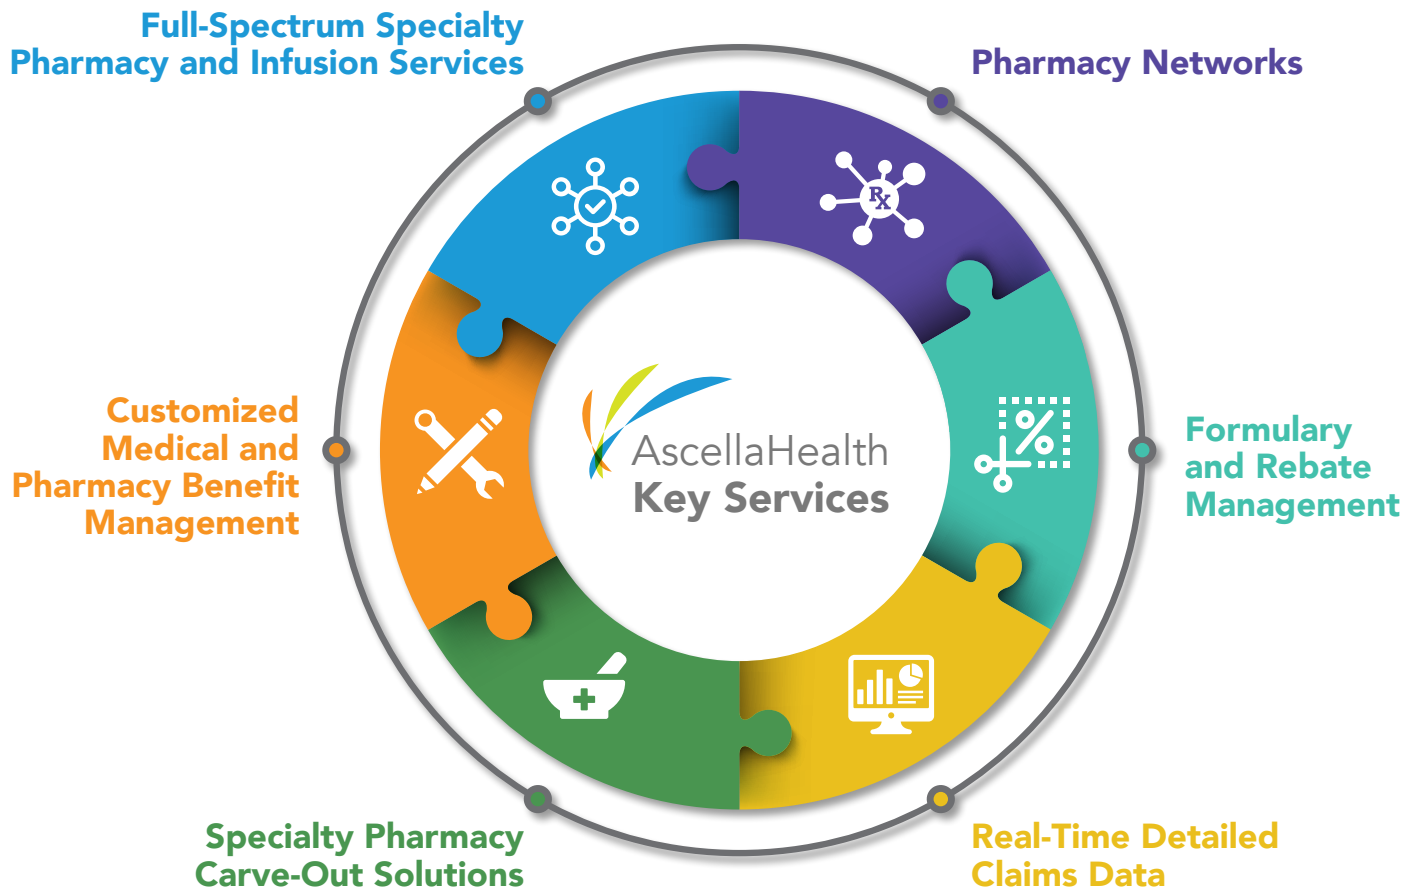 Full-Spectrum Specialty
Pharmacy and Infusion Services
Pharmacy Networks
Rx
Customized
Medical and
Pharmacy Benefit
Management
AscellaHealth
Key Services
%
Formulary
and Rebate
Management
Specialty Pharmacy
Carve-Out Solutions
Real-Time Detailed
Claims Data